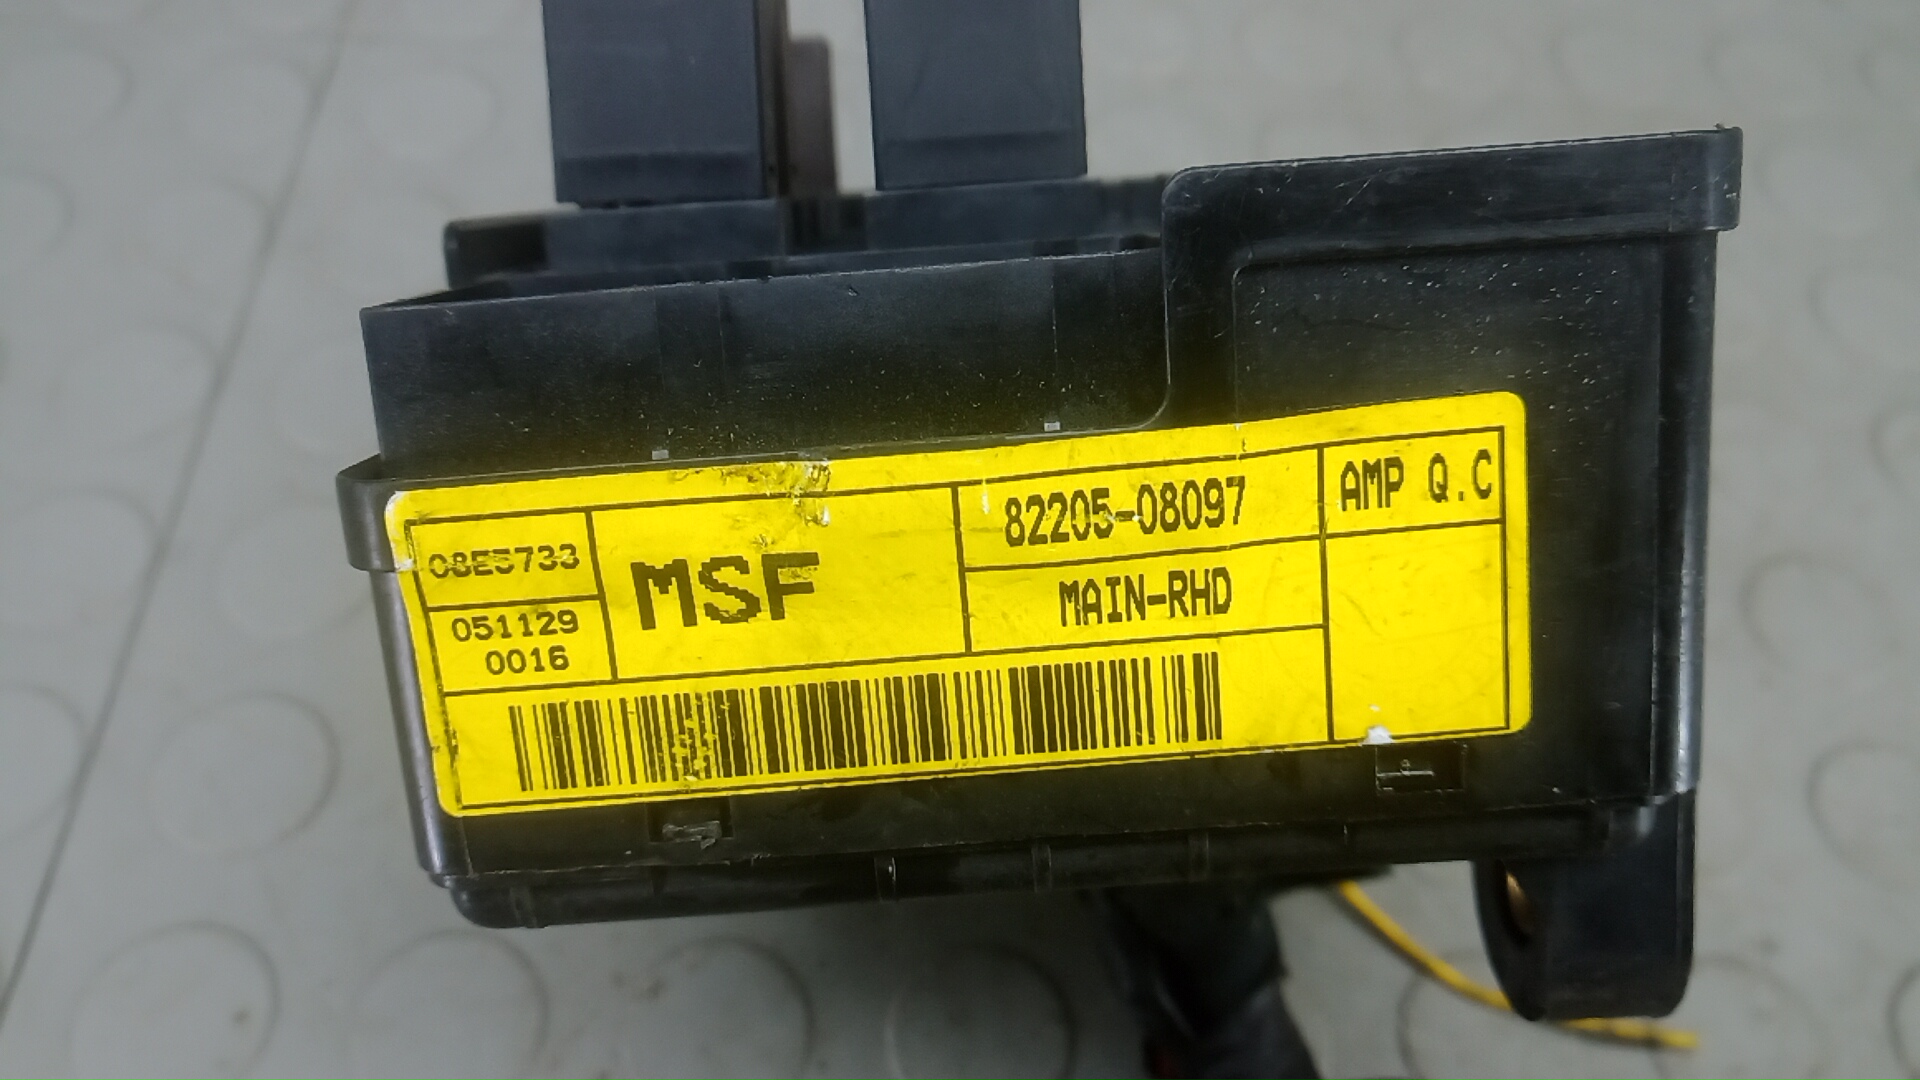 08E5733
051129
0016
MSF
82205-08097
MAIN-RHD
AMP Q.C